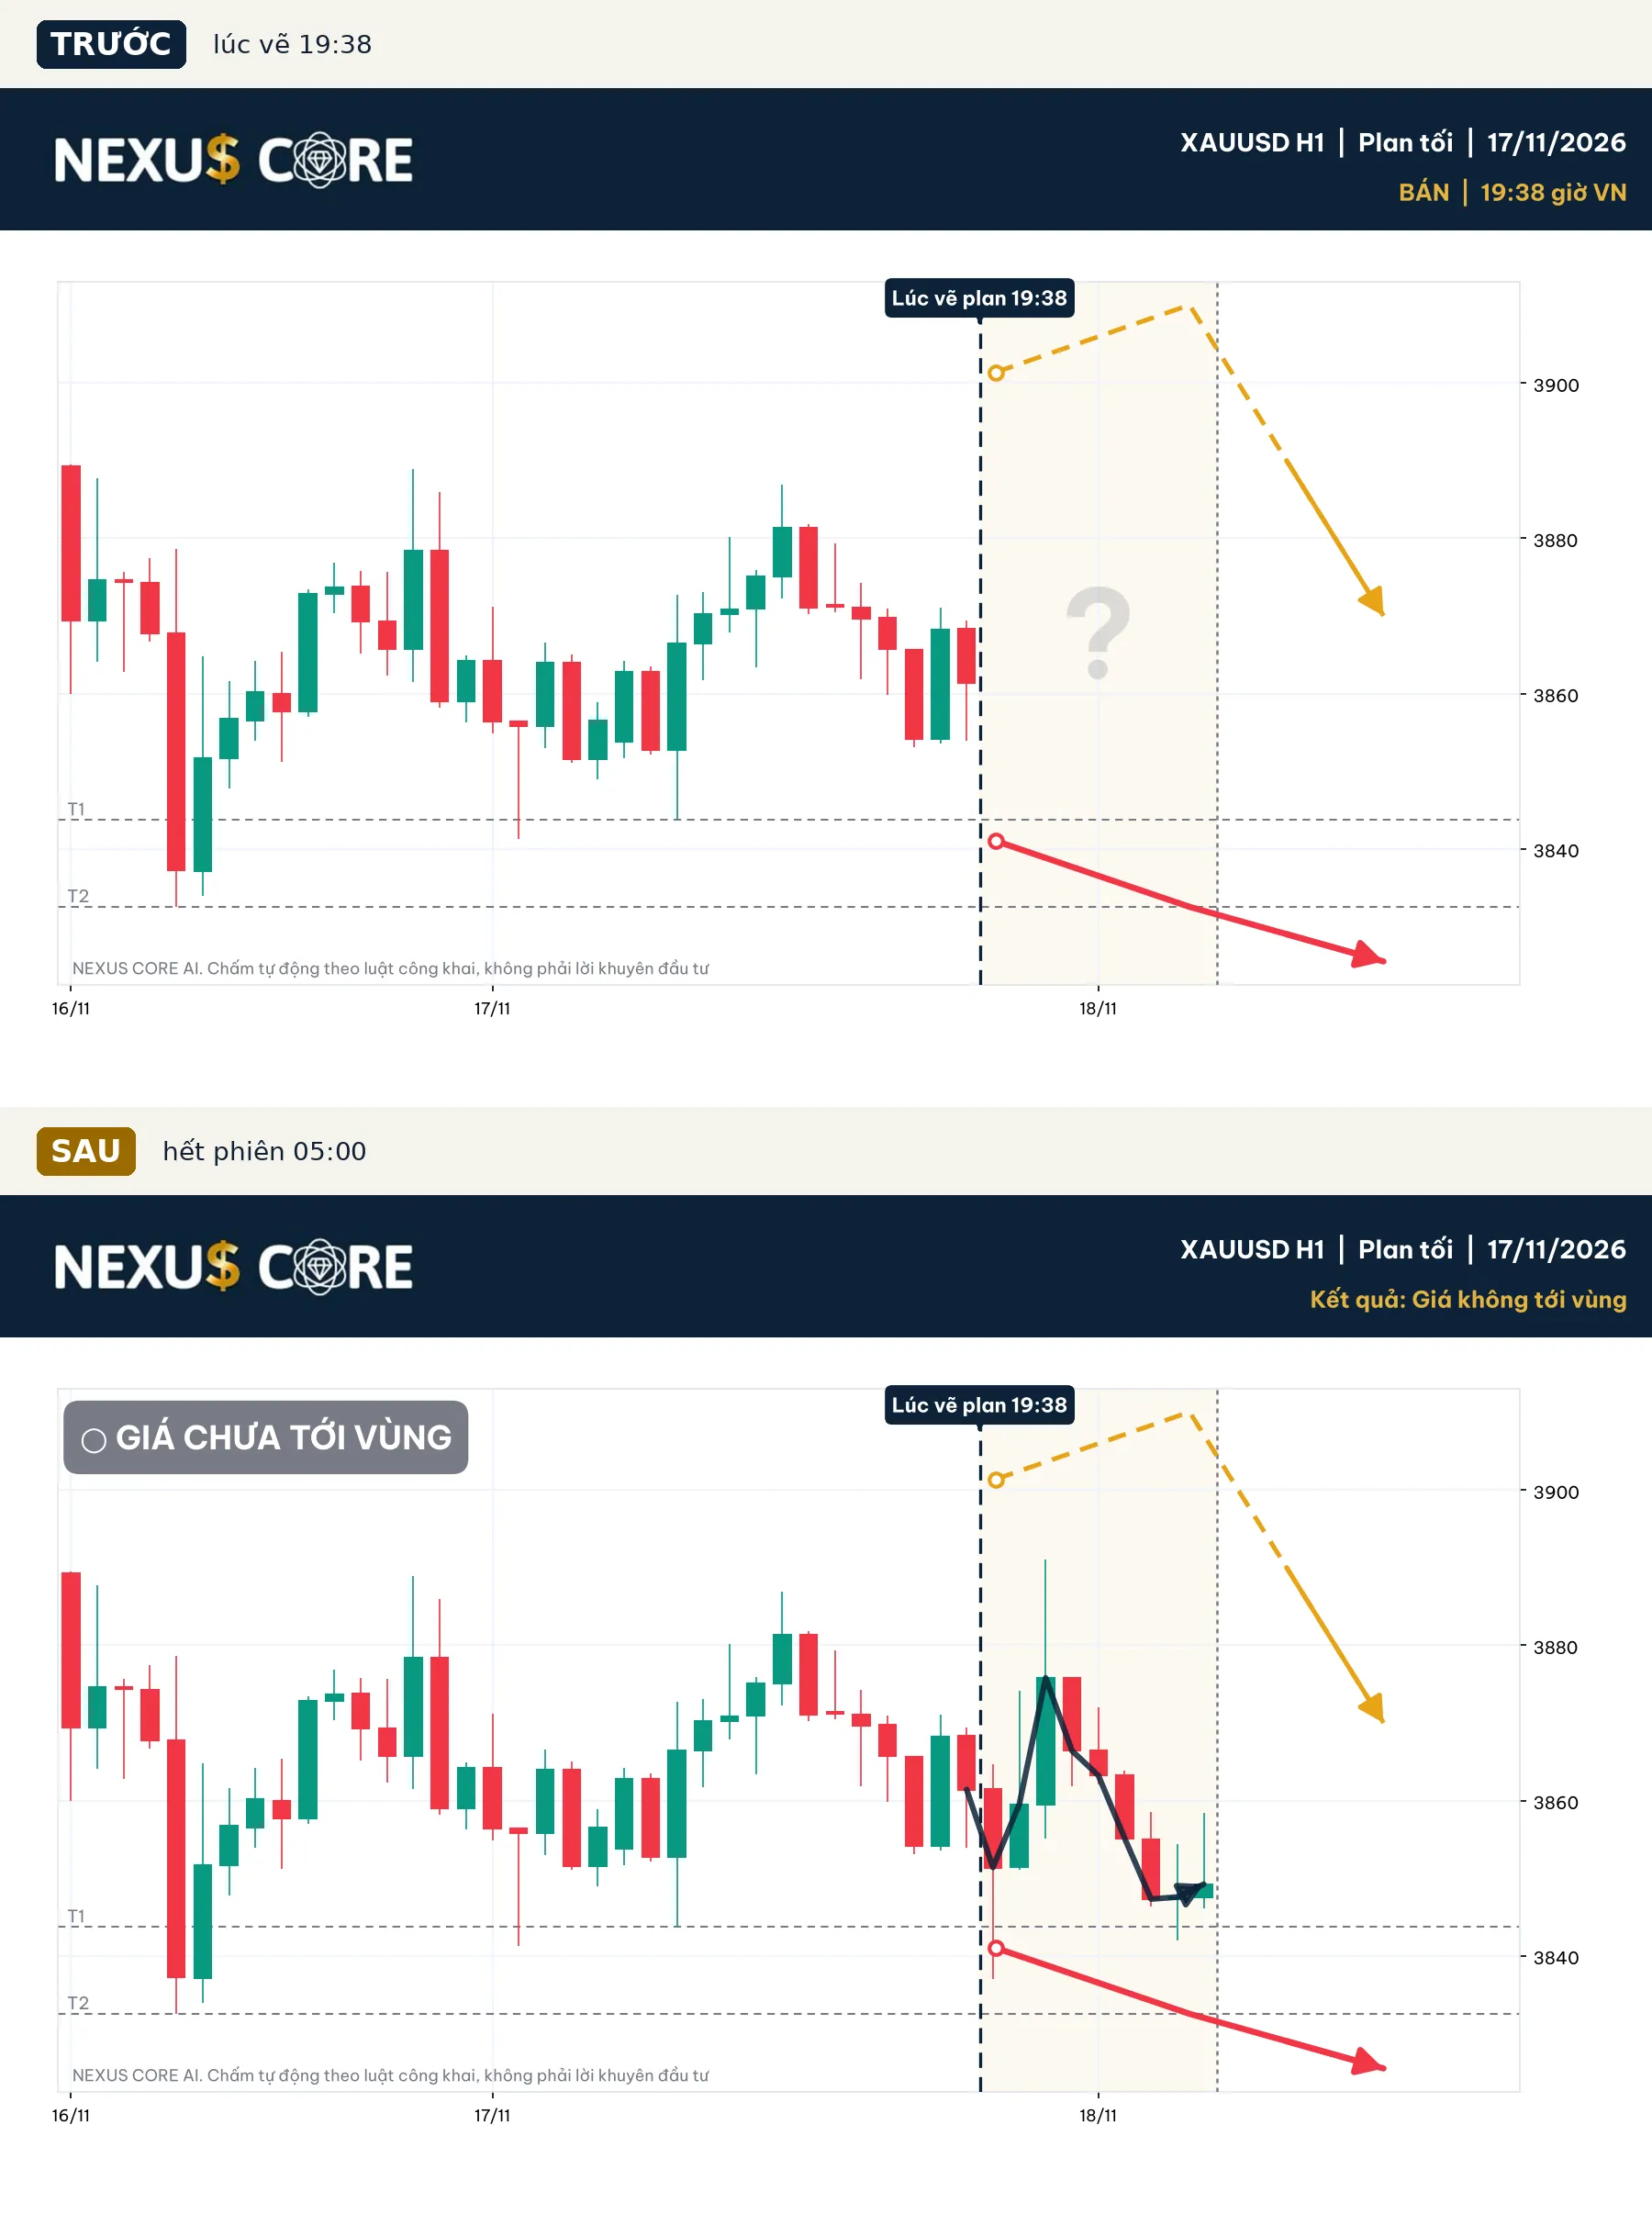 TRƯỚC lúc vẽ 19:38
NEXU$ CORE
XAUUSD H1 | Plan tối | 17/11/2026
BÁN | 19:38 giờ VN
Lúc vẽ plan 19:38
3900
3880
?
3860
T1
3840
T2
NEXUS CORE AI. Chấm tự động theo luật công khai, không phải lời khuyên đầu tư
16/11 17/11 18/11
SAU hết phiên 05:00
NEXU$ CORE
XAUUSD H1 | Plan tối | 17/11/2026
Kết quả: Giá không tới vùng
Lúc vẽ plan 19:38
○ GIÁ CHƯA TỚI VÙNG
3900
3880
3860
T1
3840
T2
NEXUS CORE AI. Chấm tự động theo luật công khai, không phải lời khuyên đầu tư
16/11 17/11 18/11